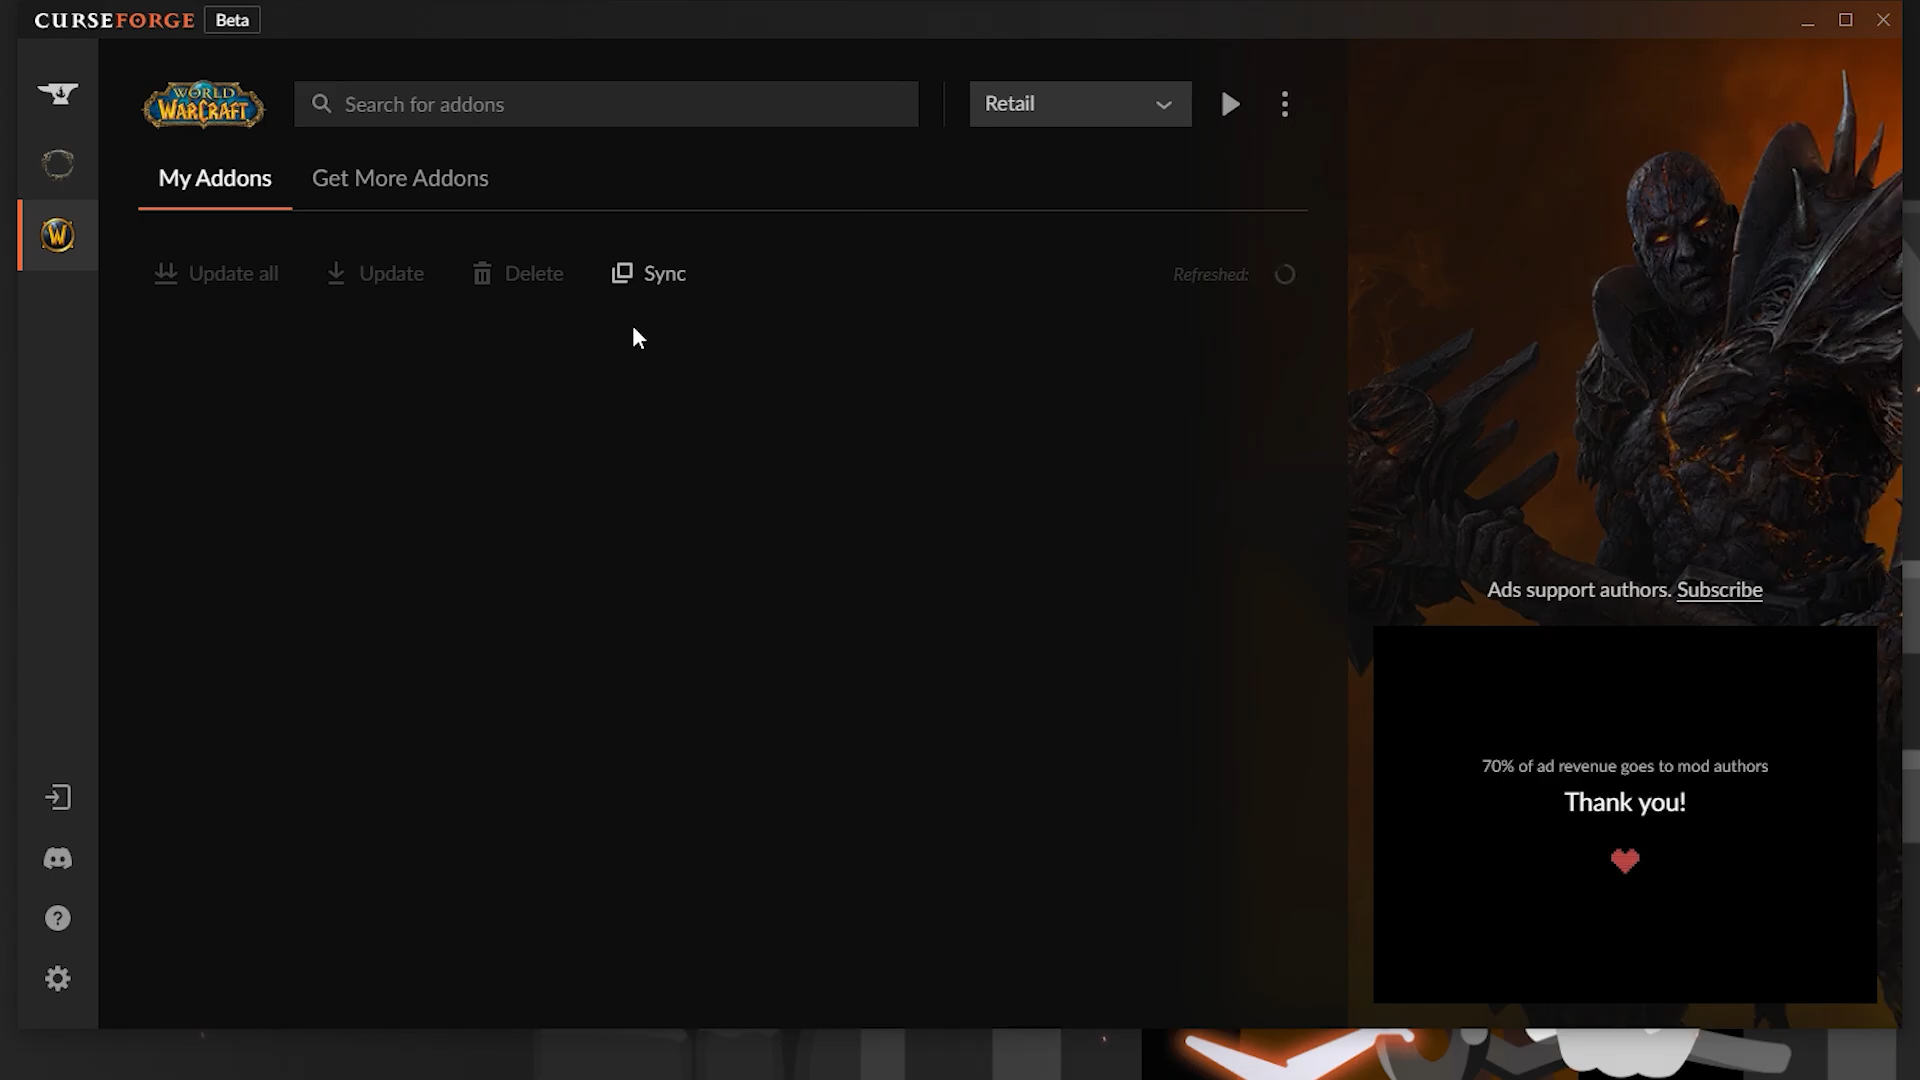 CURSEFORGE Beta
WORLD
WARCRAFT
Search for addons
Retail
My Addons
Get More Addons
Update all
Update
Delete
Sync
Refreshed:
W
Ads support authors. Subscribe
70% of ad revenue goes to mod authors
Thank you!
?